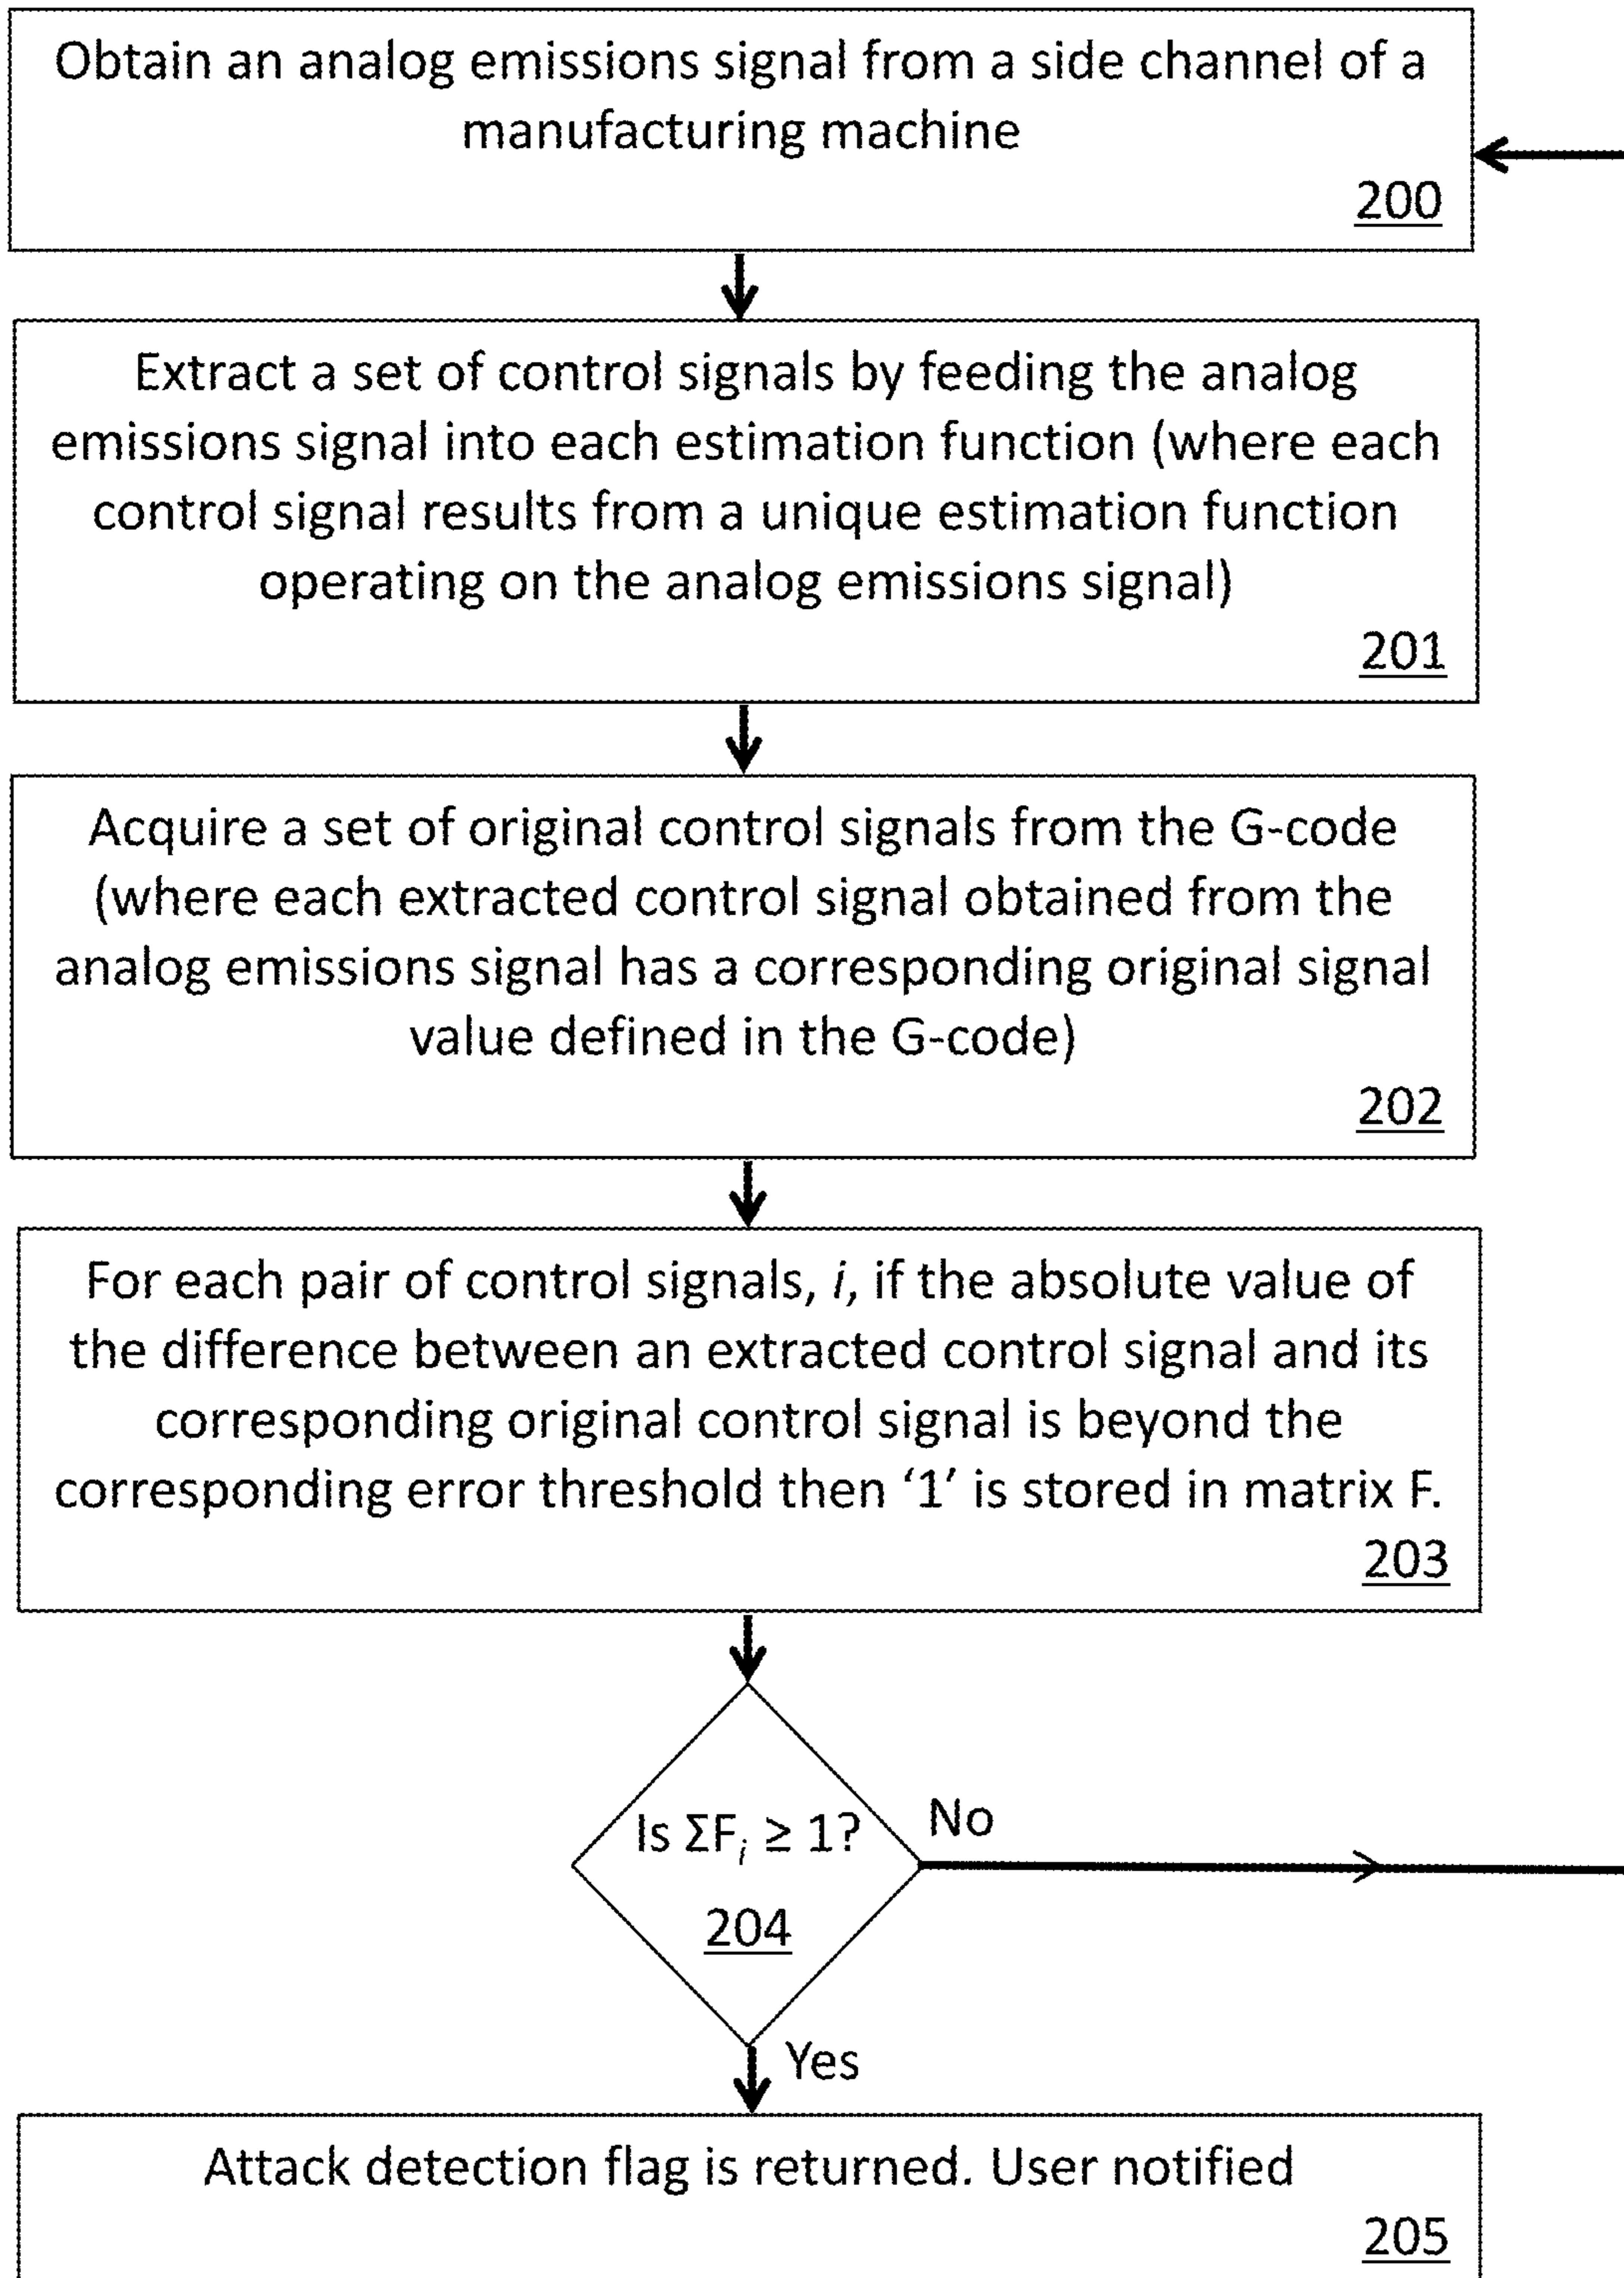 Obtain an analog emissions signal from a side channel of a
manufacturing machine
200
Extract a set of control signals by feeding the analog
emissions signal into each estimation function (where each
control signal results from a unique estimation function
operating on the analog emissions signal)
201
Acquire a set of original control signals from the G-code
(where each extracted control signal obtained from the
analog emissions signal has a corresponding original signal
value defined in the G-code)
202
For each pair of control signals, i, if the absolute value of
the difference between an extracted control signal and its
corresponding original control signal is beyond the
corresponding error threshold then ‘1’ is stored in matrix F.
203
Is ΣFᵢ ≥ 1?
No
204
Yes
Attack detection flag is returned. User notified
205